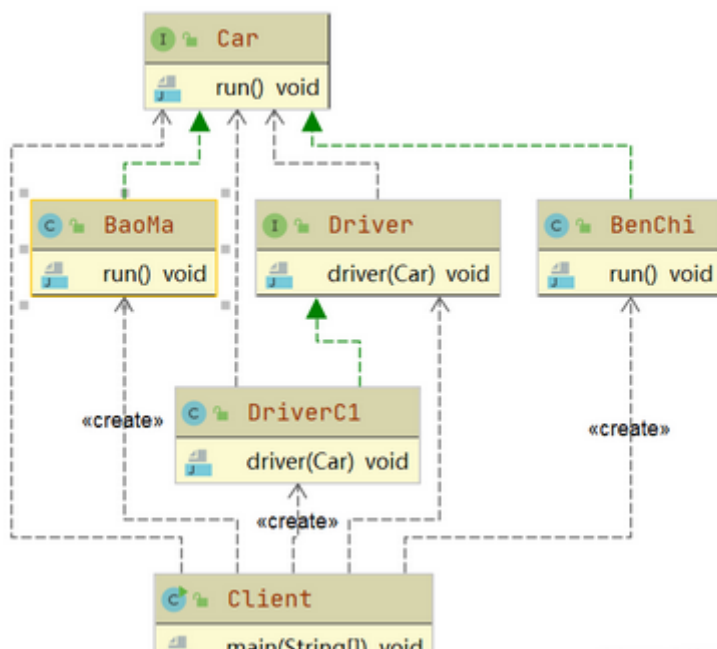 Car
run() void
BaoMa
run() void
Driver
driver(Car) void
BenChi
run() void
«create»
DriverC1
driver(Car) void
«create»
«create»
Client
main(String[]) void